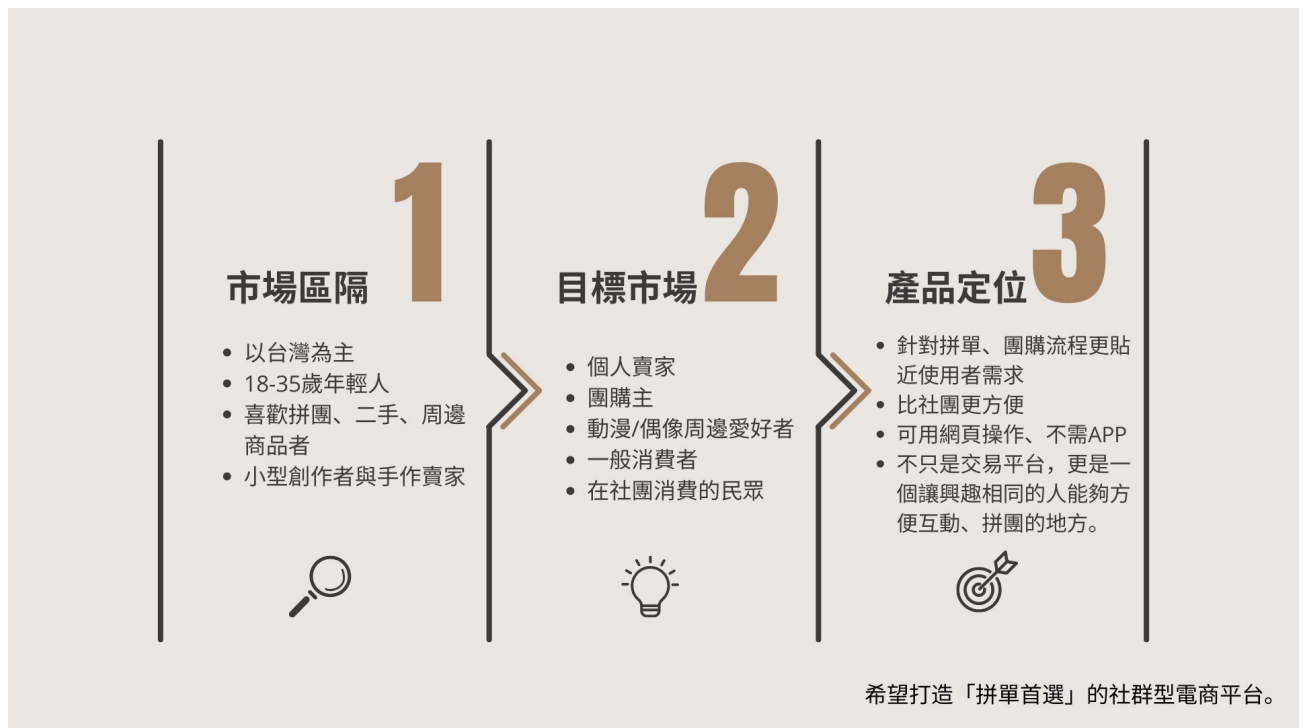 1
市場區隔
• 以台灣為主
• 18-35歲年輕人
• 喜歡拼團、二手、周邊
商品者
• 小型創作者與手作賣家
2
目標市場
• 個人賣家
• 團購主
• 動漫/偶像周邊愛好者
• 一般消費者
• 在社團消費的民眾
3
產品定位
• 針對拼單、團購流程更貼
近使用者需求
• 比社團更方便
• 可用網頁操作、不需APP
• 不只是交易平台，更是一
個讓興趣相同的人能夠方
便互動、拼團的地方。
希望打造「拼單首選」的社群型電商平台。